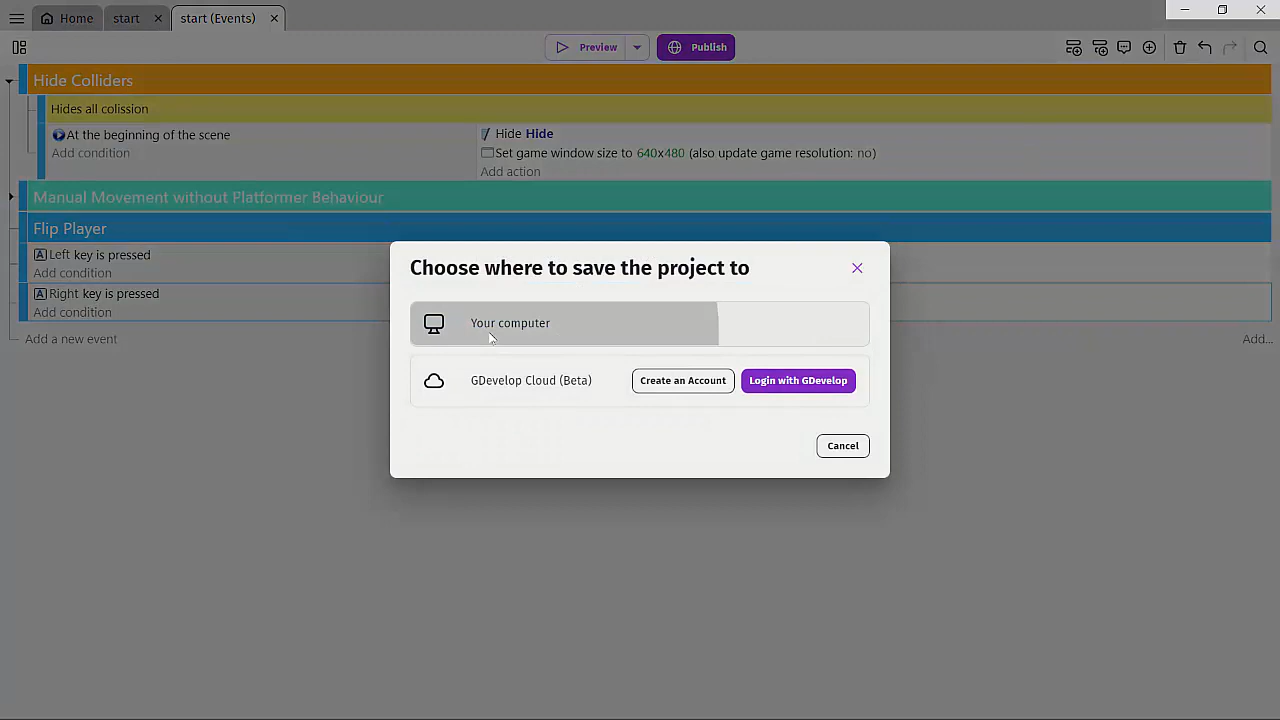 Home
start
start (Events)
Preview
Publish
Hide Colliders
Hides all colission
At the beginning of the scene
Add condition
Hide Hide
Set game window size to 640x480 (also update game resolution: no)
Add action
Manual Movement without Platformer Behaviour
Flip Player
A Left key is pressed
Add condition
A Right key is pressed
Add condition
Add a new event
Add...
Choose where to save the project to
Your computer
GDevelop Cloud (Beta)
Create an Account
Login with GDevelop
Cancel